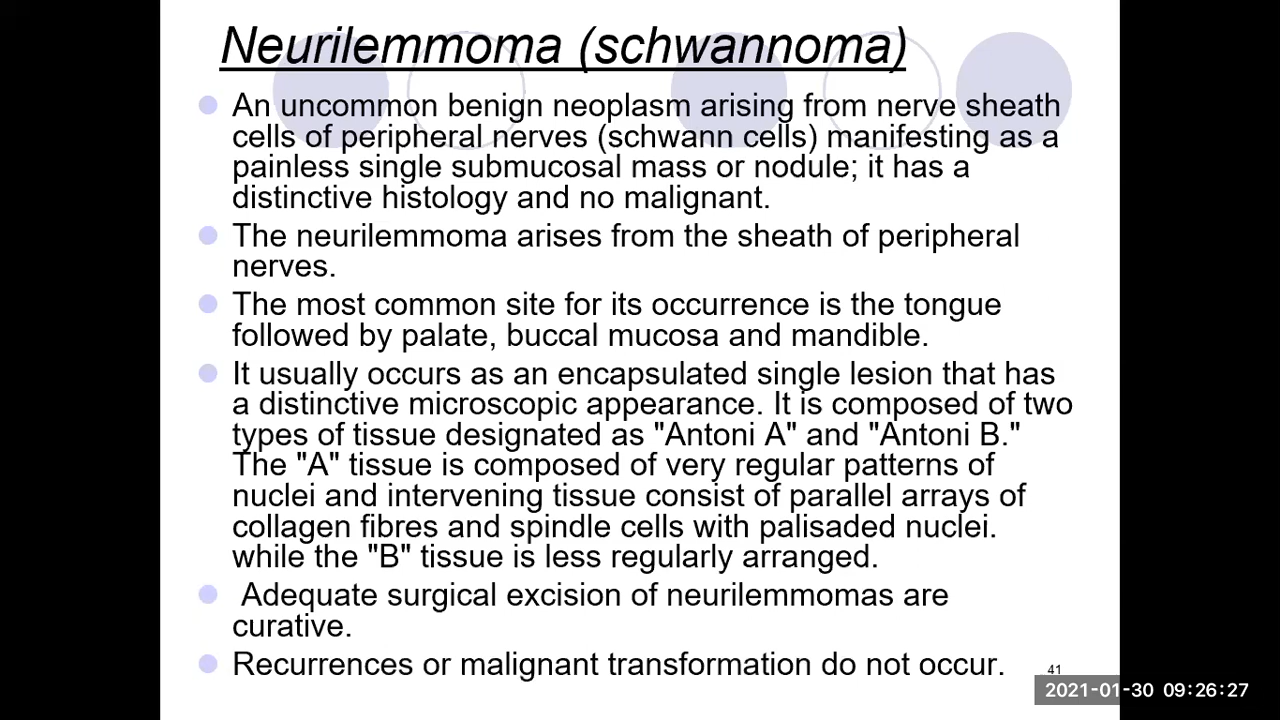 Neurilemmoma (schwannoma)
An uncommon benign neoplasm arising from nerve sheath
cells of peripheral nerves (schwann cells) manifesting as a
painless single submucosal mass or nodule; it has a
distinctive histology and no malignant.
The neurilemmoma arises from the sheath of peripheral
nerves.
The most common site for its occurrence is the tongue
followed by palate, buccal mucosa and mandible.
It usually occurs as an encapsulated single lesion that has
a distinctive microscopic appearance. It is composed of two
types of tissue designated as "Antoni A" and "Antoni B."
The "A" tissue is composed of very regular patterns of
nuclei and intervening tissue consist of parallel arrays of
collagen fibres and spindle cells with palisaded nuclei.
while the "B" tissue is less regularly arranged.
Adequate surgical excision of neurilemmomas are
curative.
Recurrences or malignant transformation do not occur.
41
2021-01-30 09:26:27